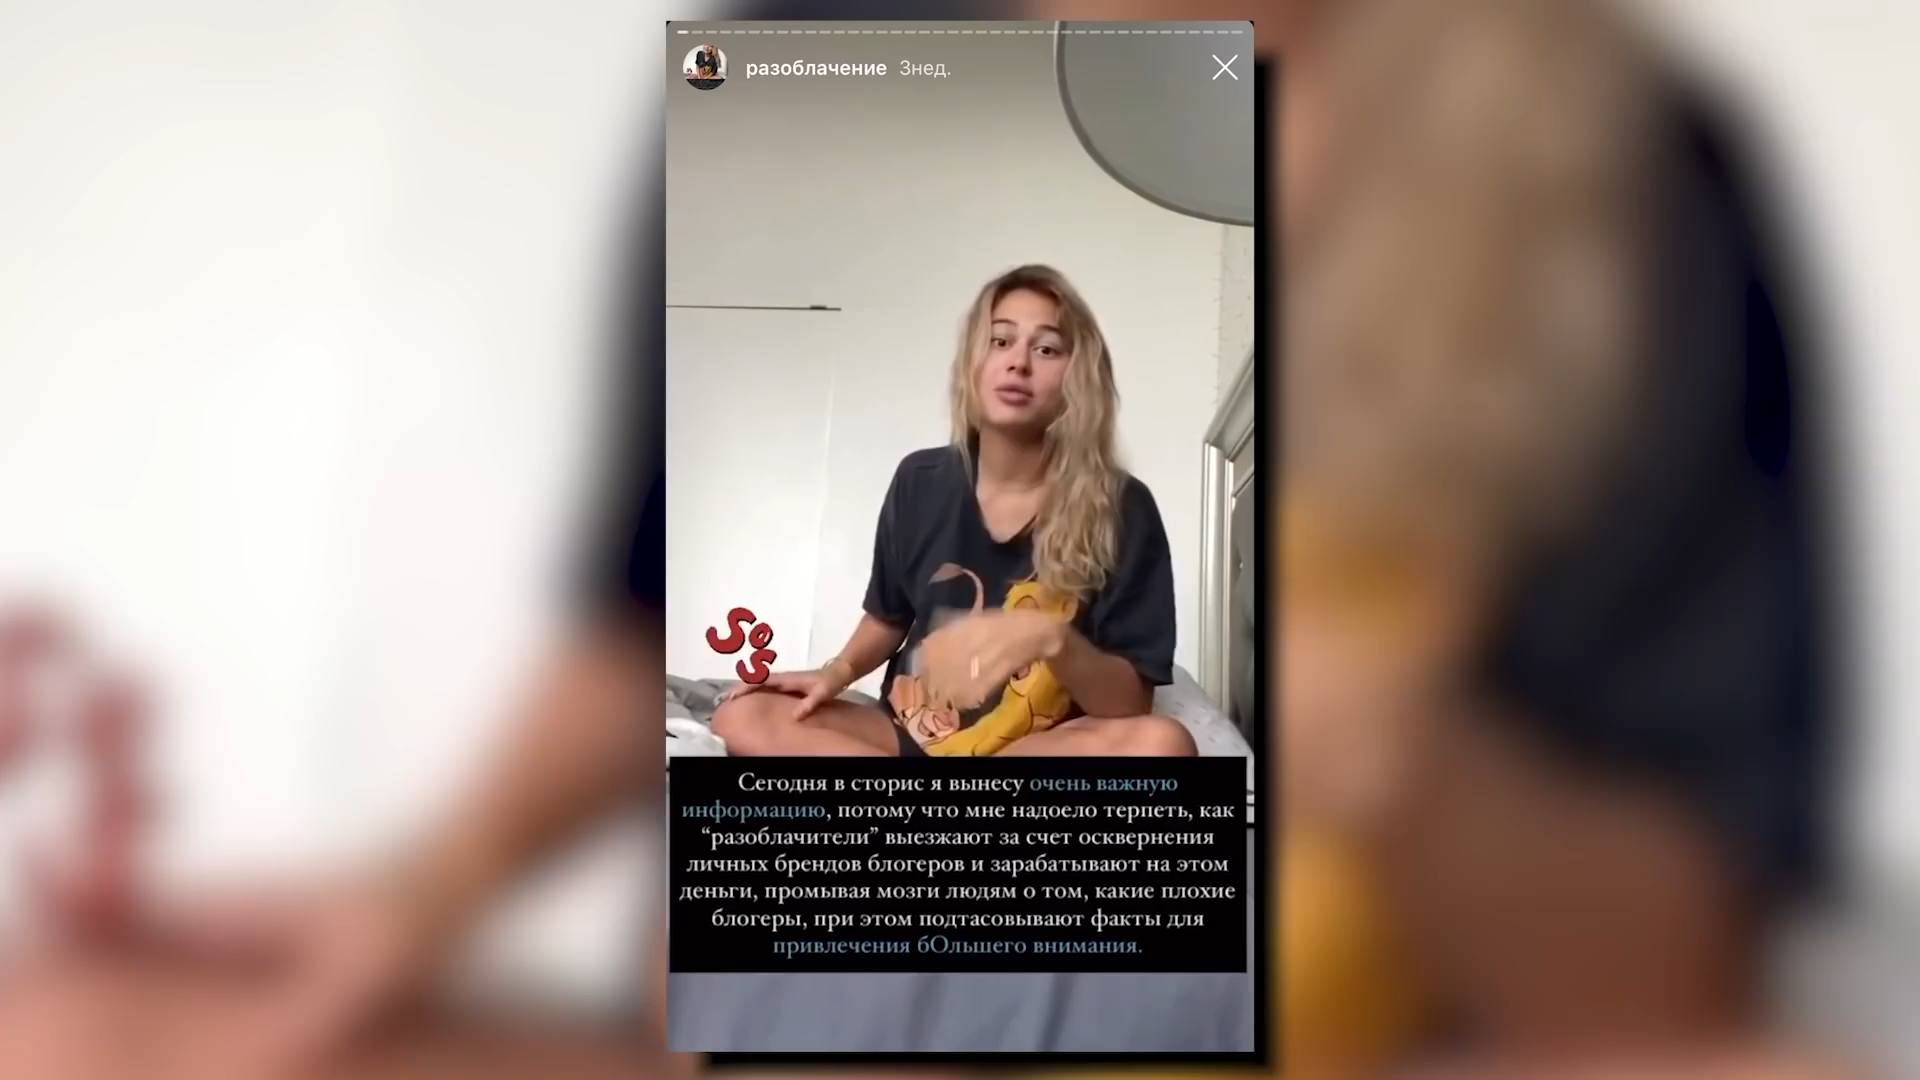 разоблачение 3нед.
SOS
Сегодня в сторис я вынесу очень важную
информацию, потому что мне надоело терпеть, как
“разоблачители” выезжают за счет осквернения
личных брендов блогеров и зарабатывают на этом
деньги, промывая мозги людям о том, какие плохие
блогеры, при этом подтасовывают факты для
привлечения бОльшего внимания.